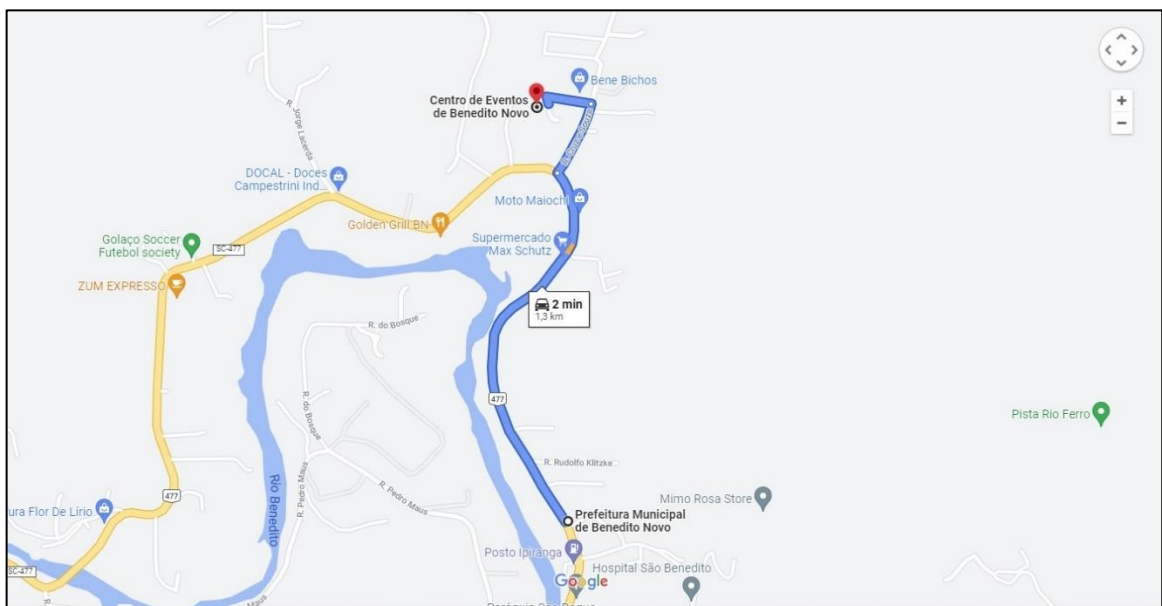 Bene Bichos
Centro de Eventos
de Benedito Novo
R. Jorge Lacerda
DOCAL - Doces
Campestrini Ind...
Moto Maiochi
Golden Grill BN
Supermercado
Max Schutz
Golaço Soccer
Futebol society
SC-477
ZUM EXPRESSO
2 min
1,3 km
R. do Bosque
477
Pista Rio Ferro
R. do Bosque
R. Rudolfo Klitzke
R. Pedro Maus
477
Mimo Rosa Store
Rio Benedito
R. Pedro Maus
ura Flor De Lírio
Prefeitura Municipal
de Benedito Novo
Posto Ipiranga
Hospital São Benedito
SC-477
Google
R. Pedro Maus